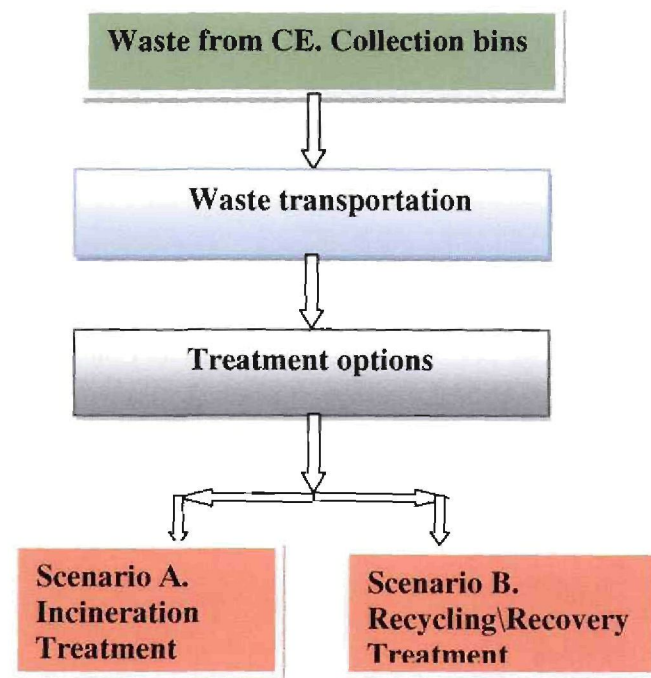 Waste from CE. Collection bins
Waste transportation
Treatment options
Scenario A.
Incineration
Treatment
Scenario B.
Recycling\Recovery
Treatment